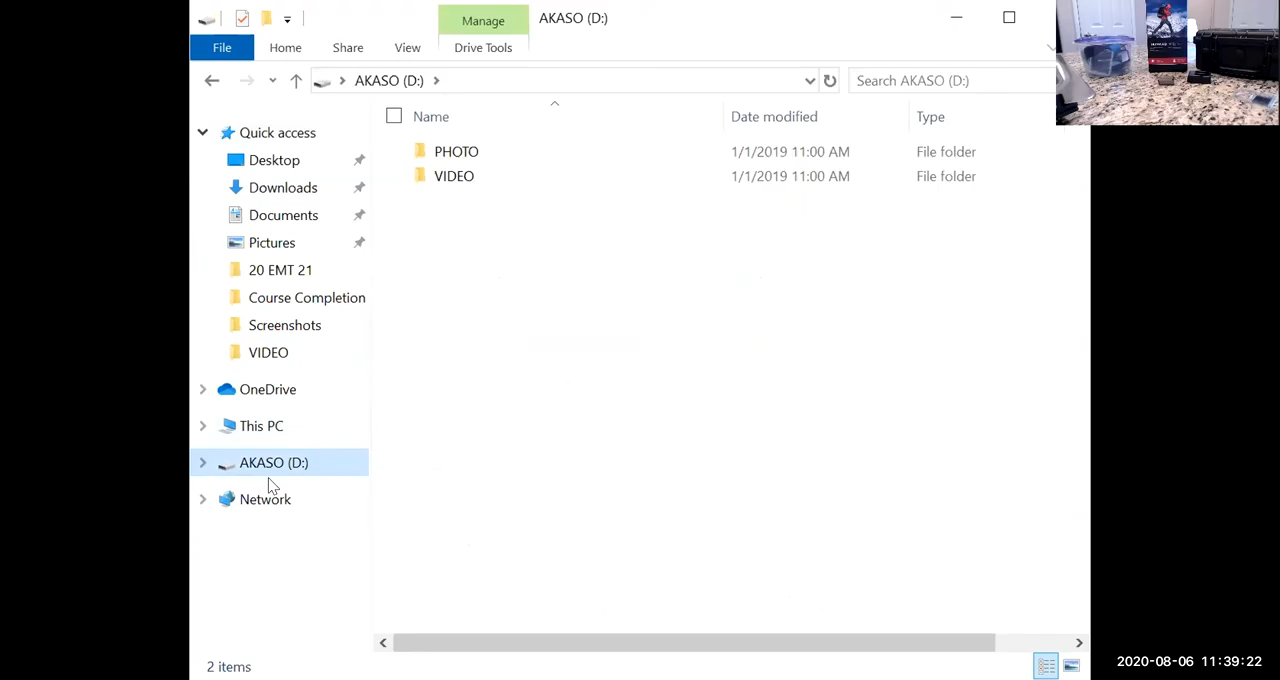 Manage
AKASO (D:)
File
Home
Share
View
Drive Tools
AKASO (D:)
Search AKASO (D:)
Name
Date modified
Type
PHOTO
1/1/2019 11:00 AM
File folder
VIDEO
1/1/2019 11:00 AM
File folder
Quick access
Desktop
Downloads
Documents
Pictures
20 EMT 21
Course Completion
Screenshots
VIDEO
OneDrive
This PC
AKASO (D:)
Network
2 items
2020-08-06 11:39:22